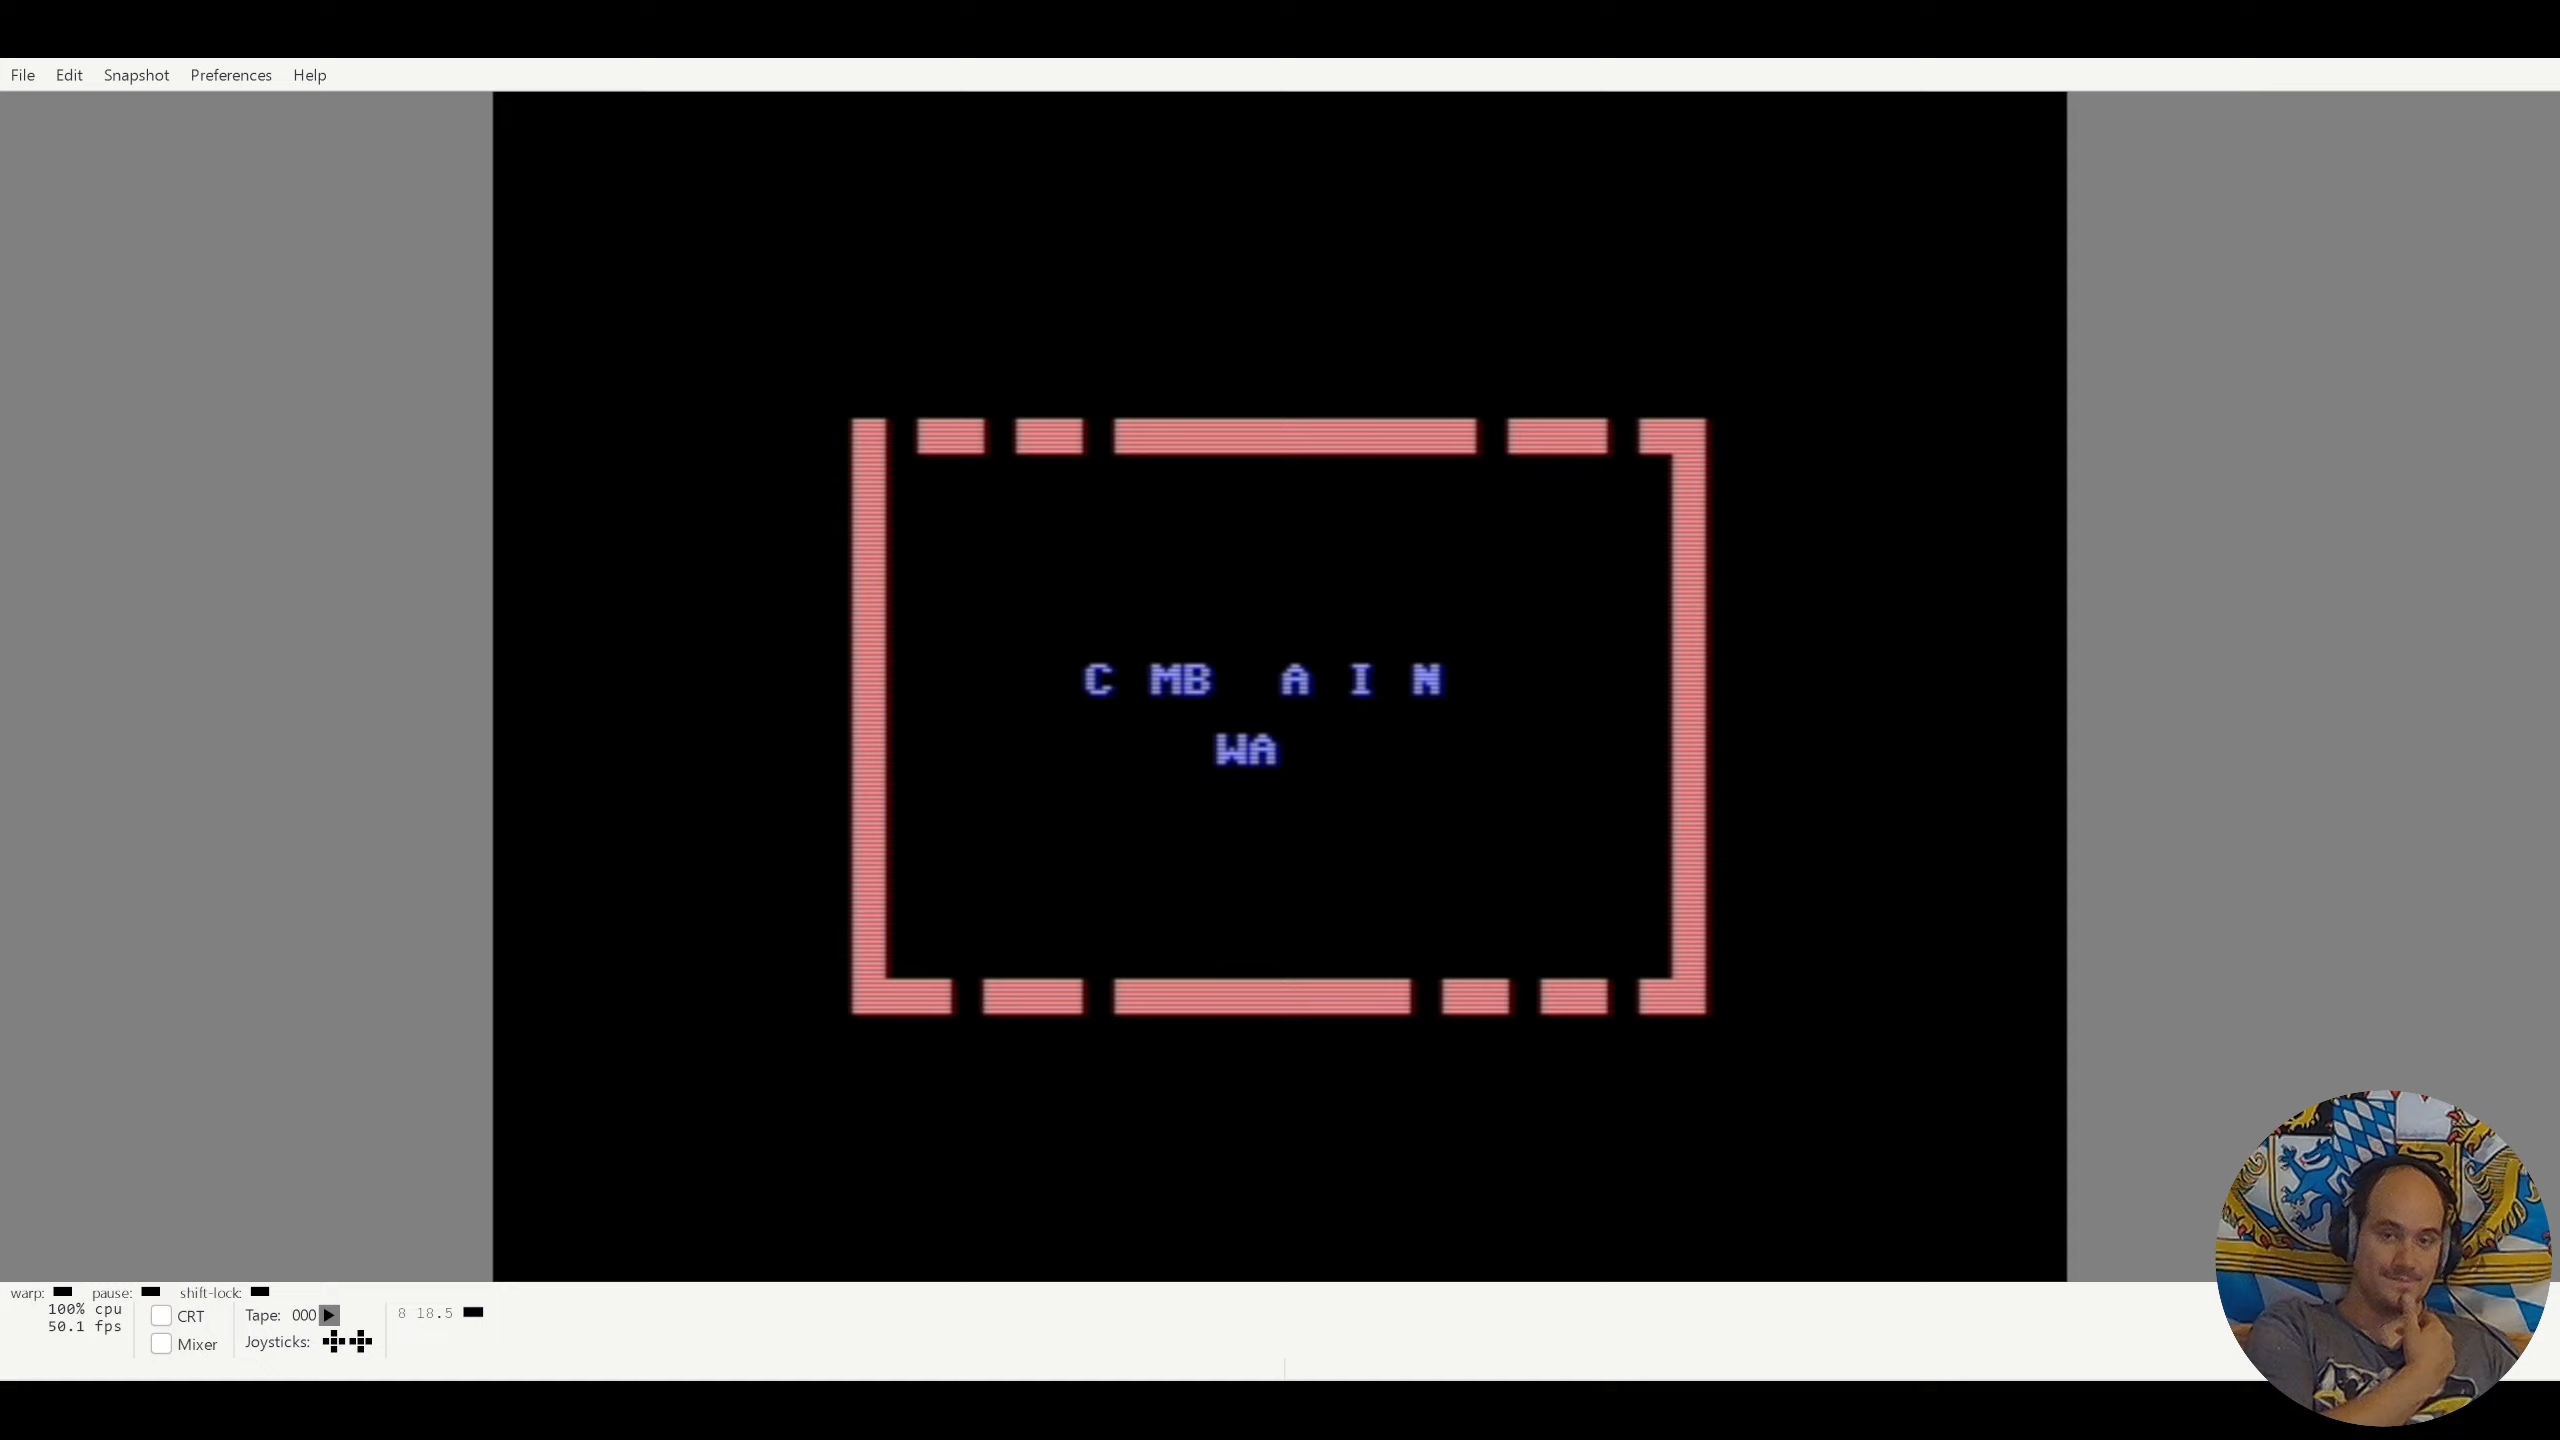 File Edit Snapshot Preferences Help
C MB A I N
WA
warp: pause: shift-lock:
100% cpu
50.1 fps
CRT
Mixer
Tape: 000
Joysticks:
8 18.5